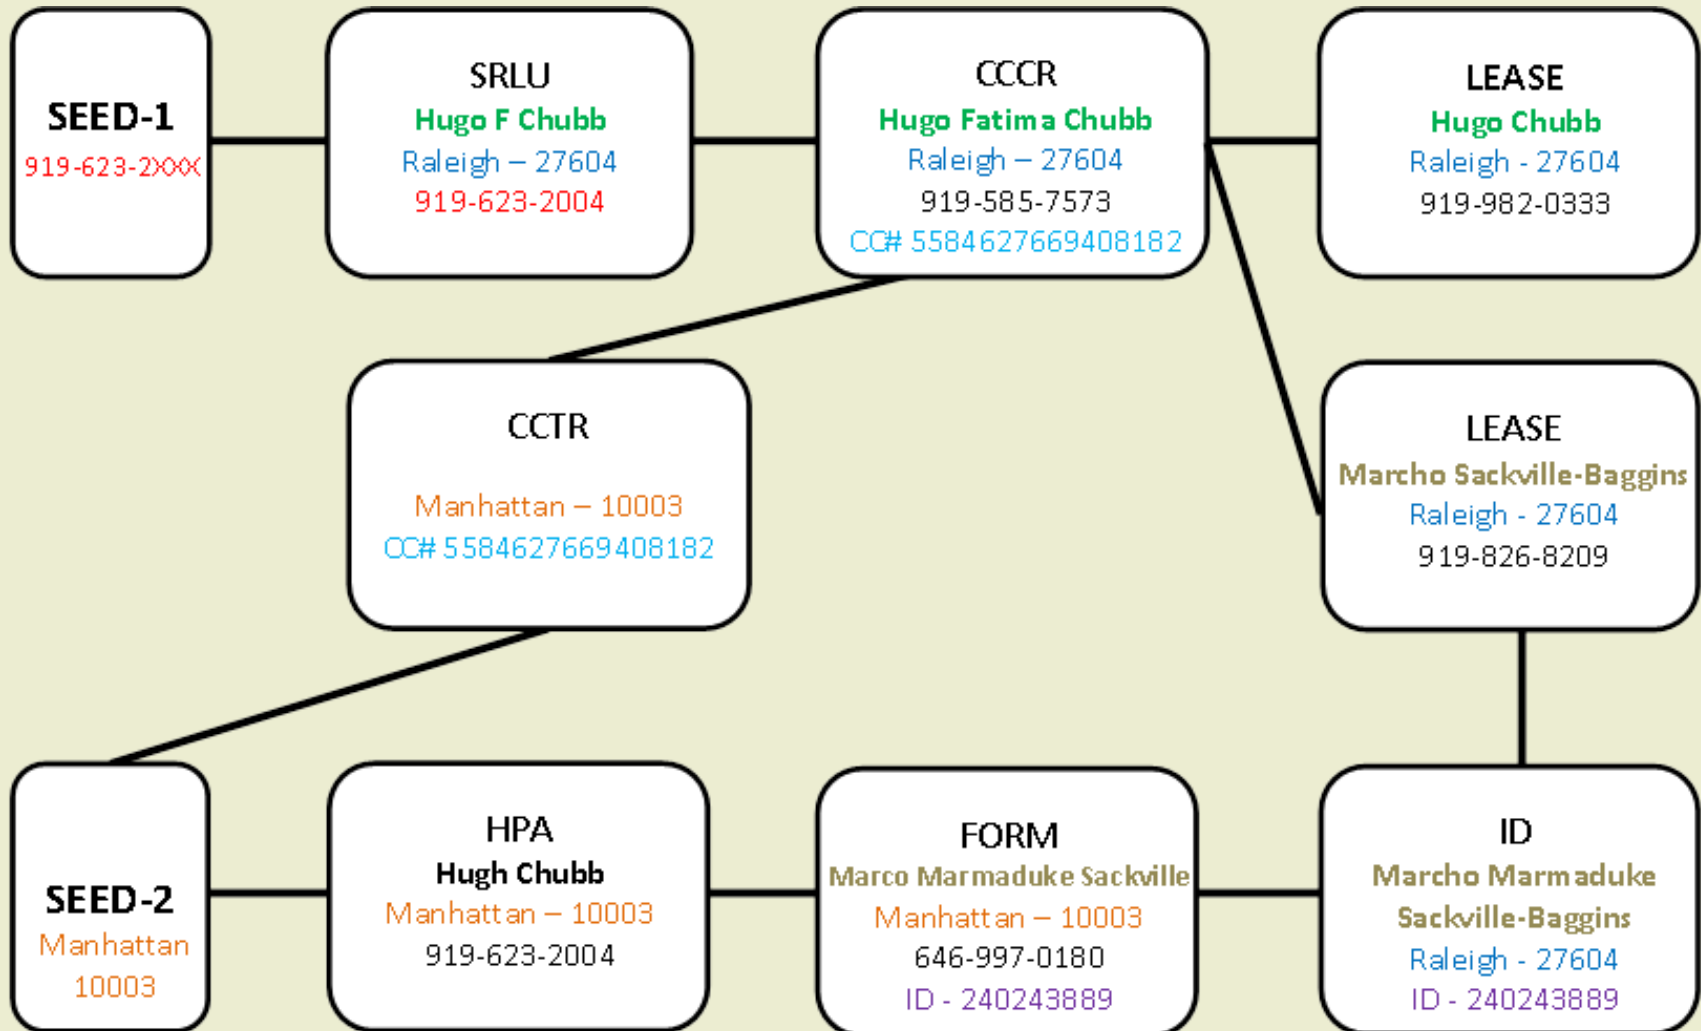 SEED-1
919-623-2XXX
SRLU
Hugo F Chubb
Raleigh – 27604
919-623-2004
CCCR
Hugo Fatima Chubb
Raleigh – 27604
919-585-7573
CC# 5584627669408182
LEASE
Hugo Chubb
Raleigh - 27604
919-982-0333
CCTR
Manhattan – 10003
CC# 5584627669408182
LEASE
Marcho Sackville-Baggins
Raleigh - 27604
919-826-8209
SEED-2
Manhattan
10003
HPA
Hugh Chubb
Manhattan – 10003
919-623-2004
FORM
Marco Marmaduke Sackville
Manhattan – 10003
646-997-0180
ID - 240243889
ID
Marcho Marmaduke
Sackville-Baggins
Raleigh - 27604
ID - 240243889